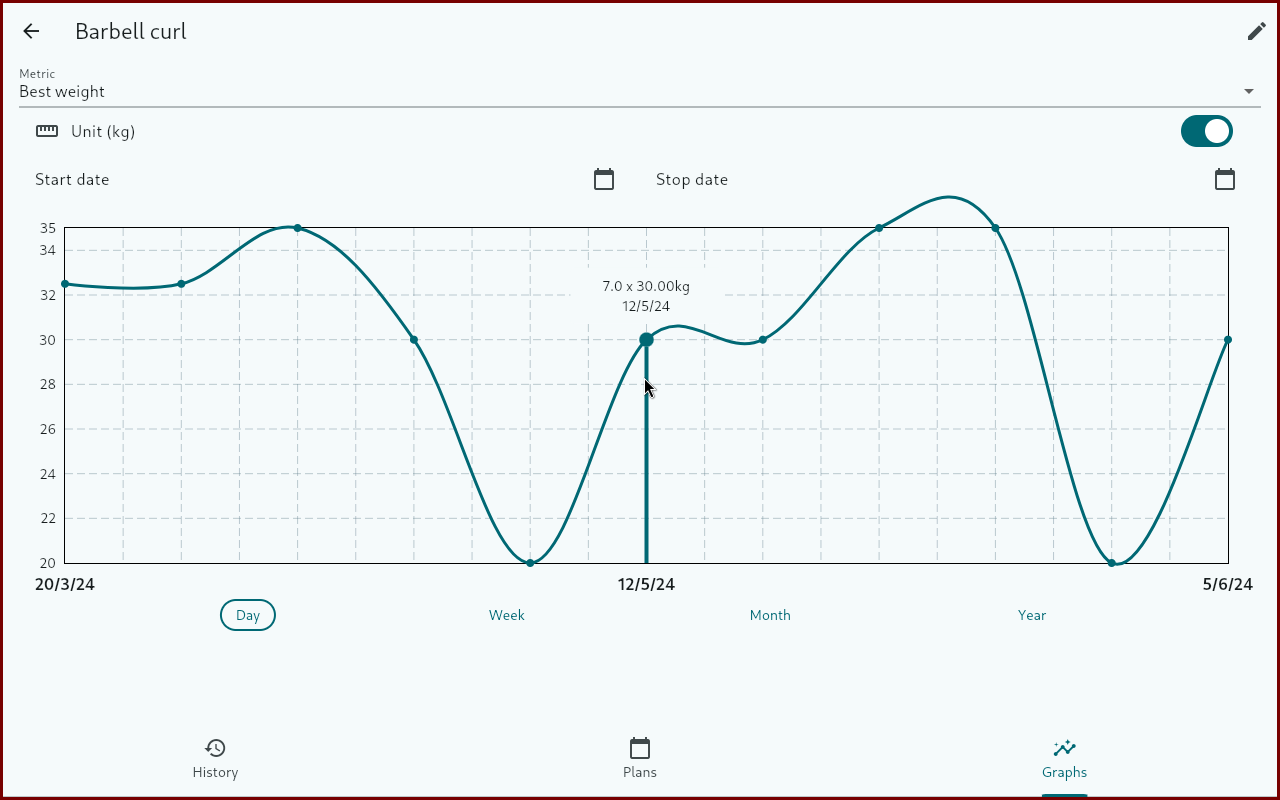 Barbell curl
Metric
Best weight
Unit (kg)
Start date
Stop date
35
34
32
30
28
26
24
22
20
7.0 x 30.00kg
12/5/24
20/3/24
12/5/24
5/6/24
Day
Week
Month
Year
History
Plans
Graphs